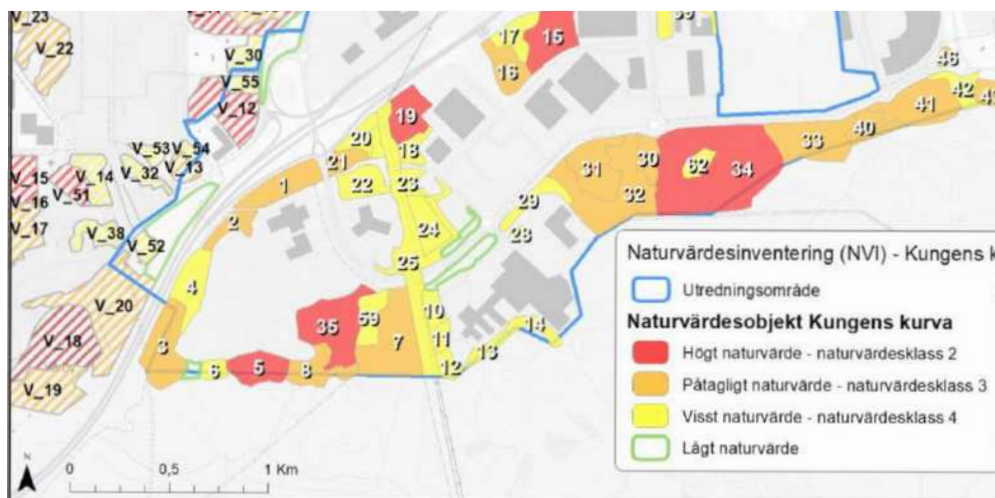 V_23
V_22
V_30
V_55
V_12
V_53
V_54
V_32
V_13
V_15
V_51
V_14
V_16
V_17
V_38
V_52
V_20
V_18
V_19
17
15
16
19
20
18
21
1
22
23
2
24
25
4
3
6
5
8
35
59
7
10
11
12
13
14
29
28
31
30
32
62
34
33
40
41
42
46
Naturvärdesinventering (NVI) - Kungens k
Utredningsområde
Naturvärdesobjekt Kungens kurva
Högt naturvärde - naturvärdesklass 2
Påtagligt naturvärde - naturvärdesklass 3
Visst naturvärde - naturvärdesklass 4
Lågt naturvärde
N
0 0,5 1 Km